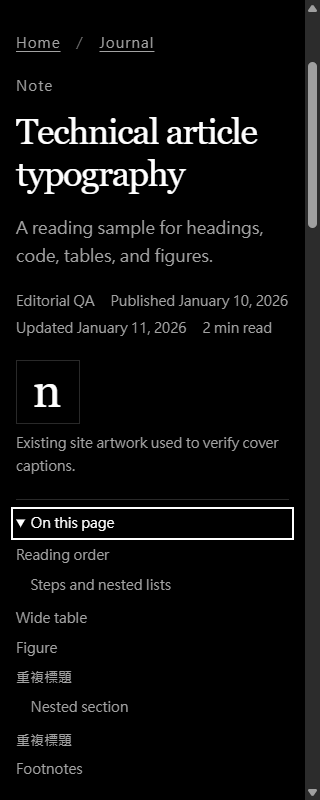 Home / Journal
Note
Technical article
typography
A reading sample for headings,
code, tables, and figures.
Editorial QA Published January 10, 2026
Updated January 11, 2026 2 min read
n
Existing site artwork used to verify cover
captions.
▼ On this page
Reading order
Steps and nested lists
Wide table
Figure
重複標題
Nested section
重複標題
Footnotes